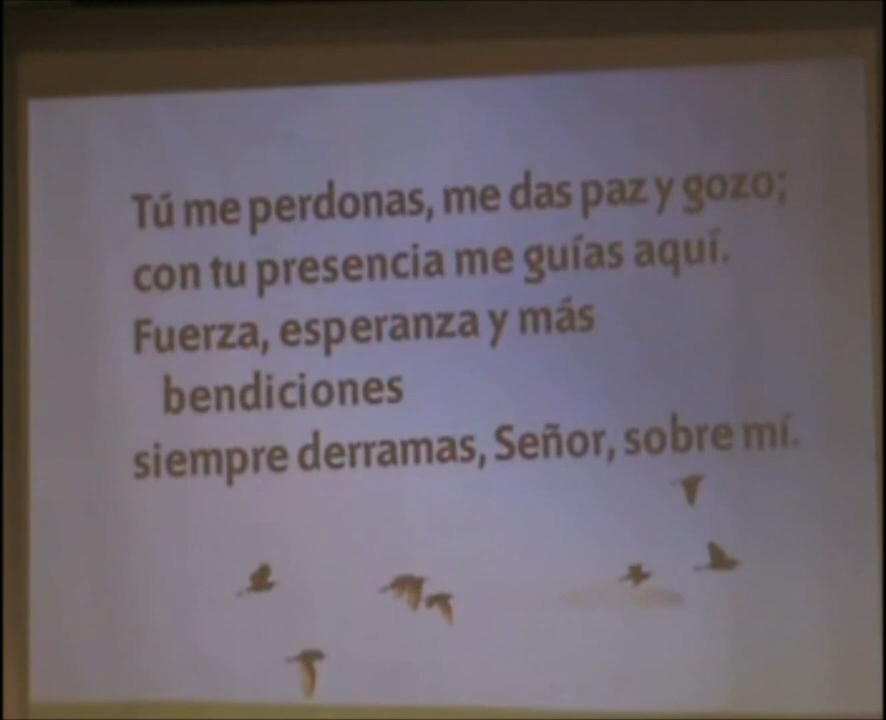 Tú me perdonas, me das paz y gozo;
con tu presencia me guías aquí.
Fuerza, esperanza y más
bendiciones
siempre derramas, Señor, sobre mí.